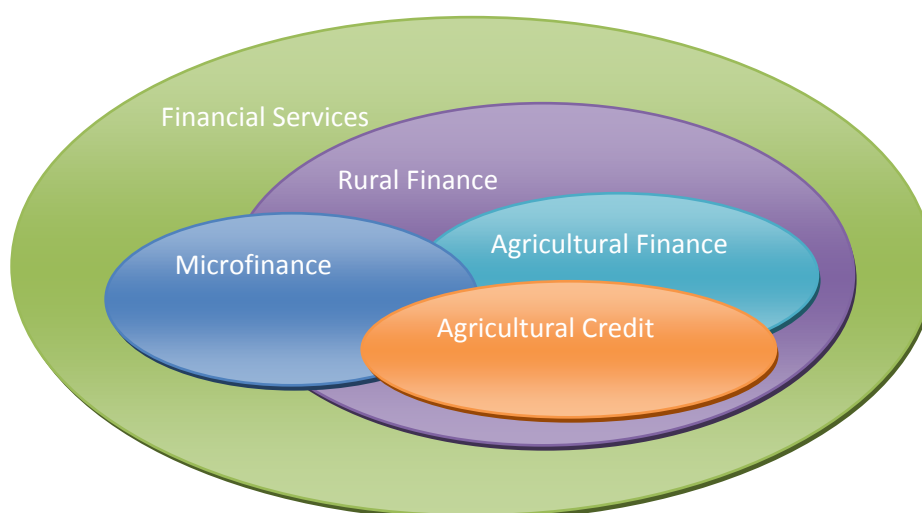 Financial Services
Rural Finance
Agricultural Finance
Microfinance
Agricultural Credit